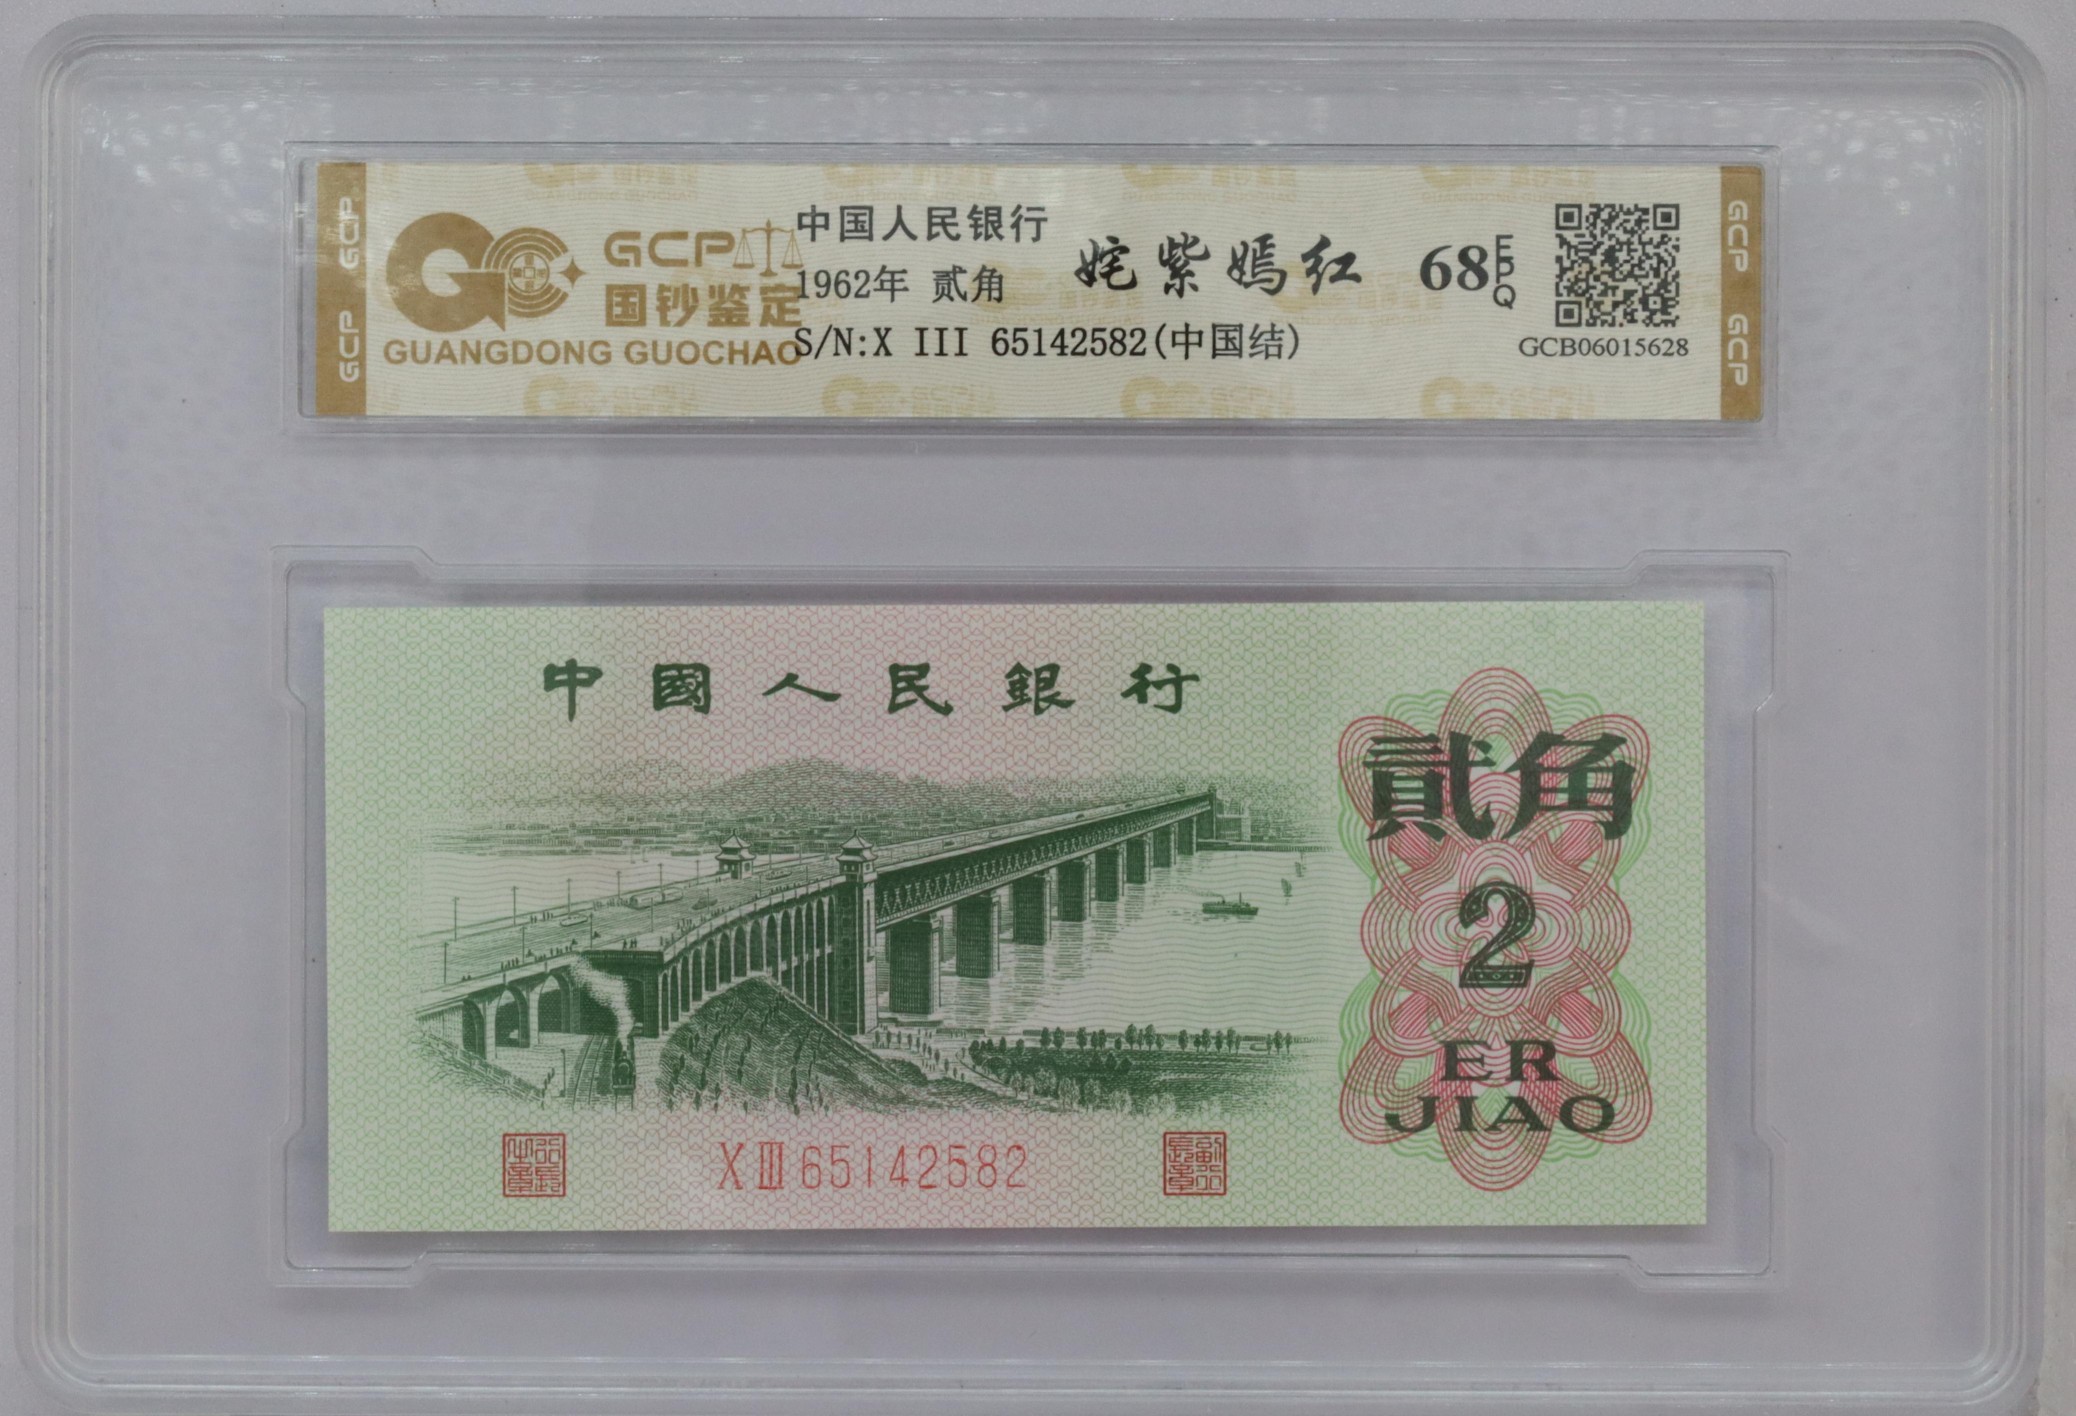 GCP
GCP
GCP
国钞鉴定
GUANGDONG GUOCHAO
中国人民银行
1962年 贰角
S/N:X III 65142582(中国结)
姹紫嫣红
68 EPQ
GCB06015628
GCP
GCP
中國人民銀行
貳角
2
ER
JIAO
X III 65142582